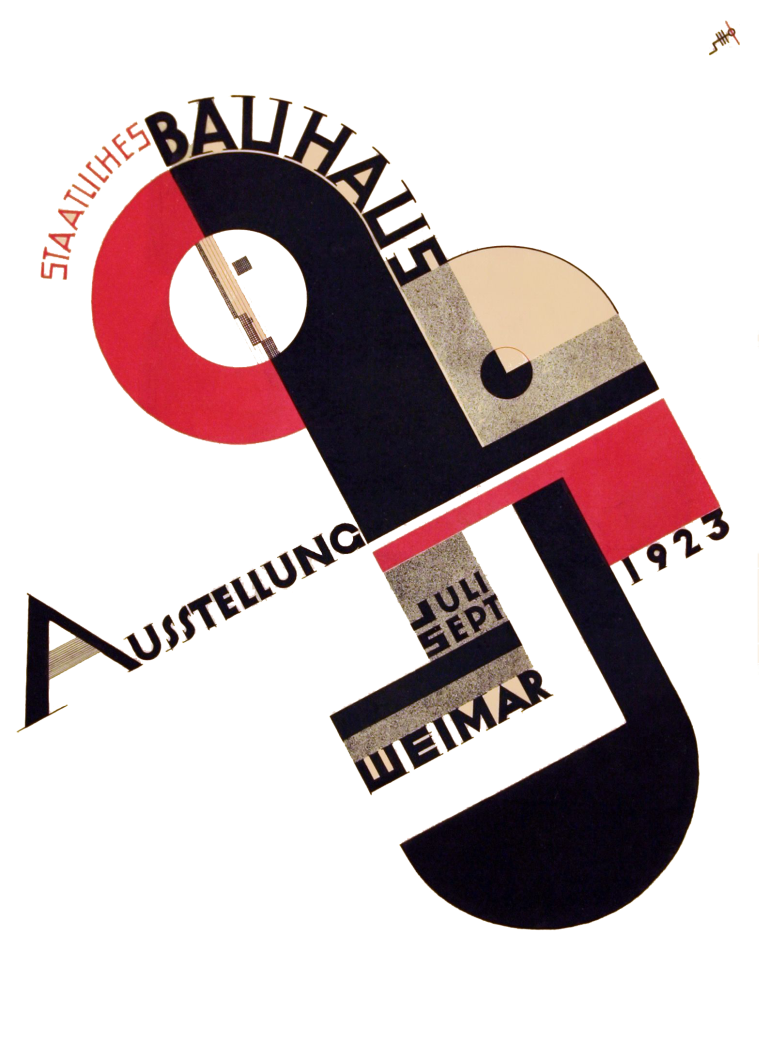 STAATLICHES
BAUHAUS
AUSSTELLUNG
1923
JULI
SEPT
WEIMAR